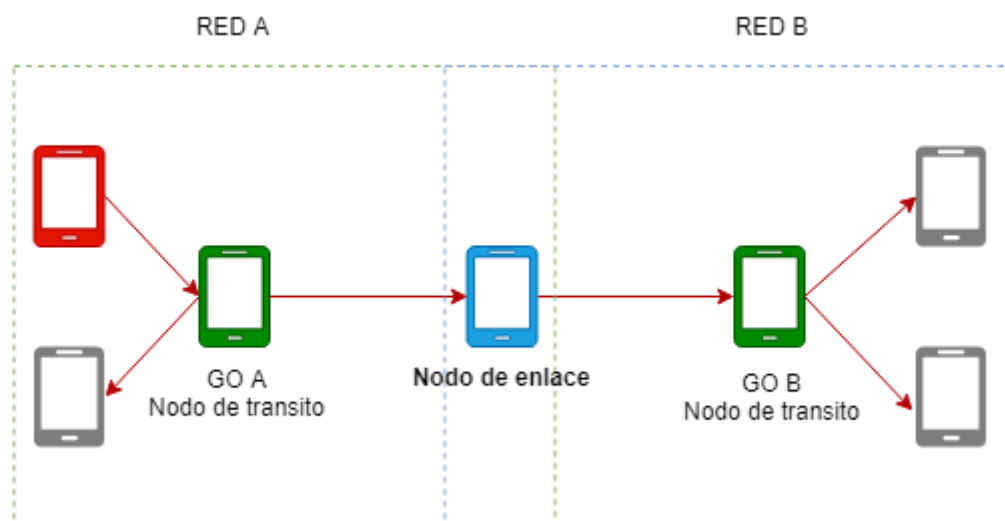 RED A
RED B
GO A
Nodo de transito
Nodo de enlace
GO B
Nodo de transito